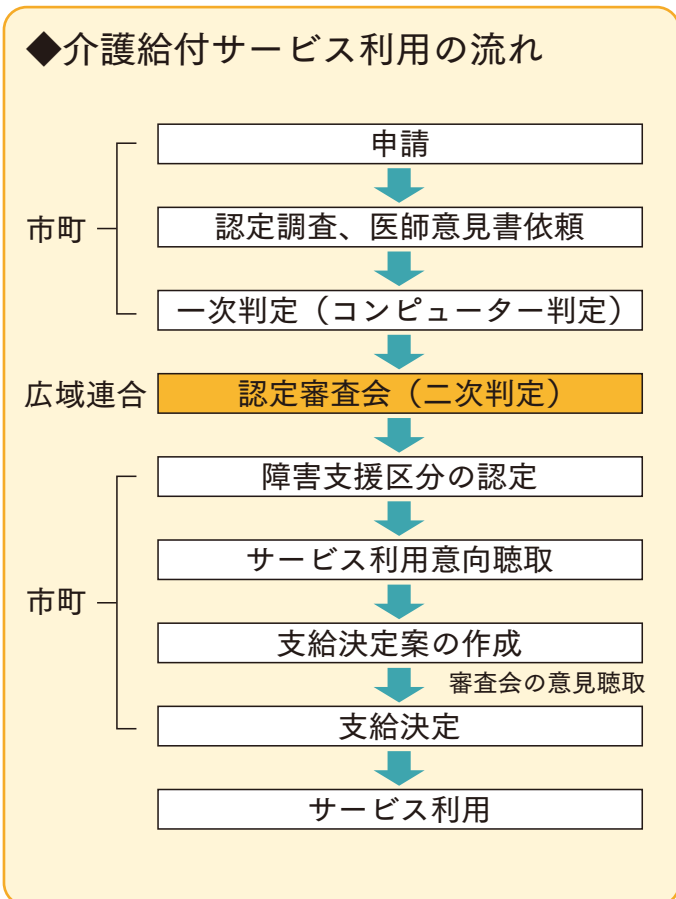 ◆介護給付サービス利用の流れ
申請
市町
認定調査、医師意見書依頼
一次判定（コンピューター判定）
広域連合
認定審査会（二次判定）
障害支援区分の認定
サービス利用意向聴取
市町
支給決定案の作成
審査会の意見聴取
支給決定
サービス利用